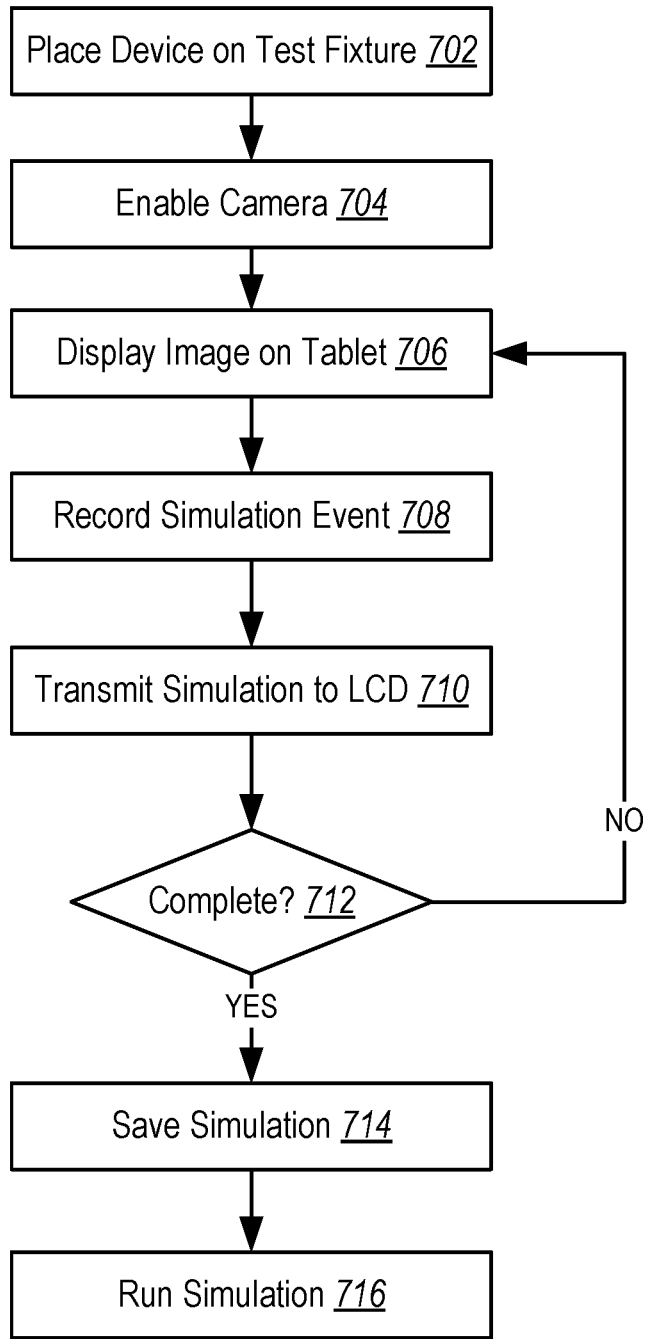 Place Device on Test Fixture 702
Enable Camera 704
Display Image on Tablet 706
Record Simulation Event 708
Transmit Simulation to LCD 710
NO
Complete? 712
YES
Save Simulation 714
Run Simulation 716